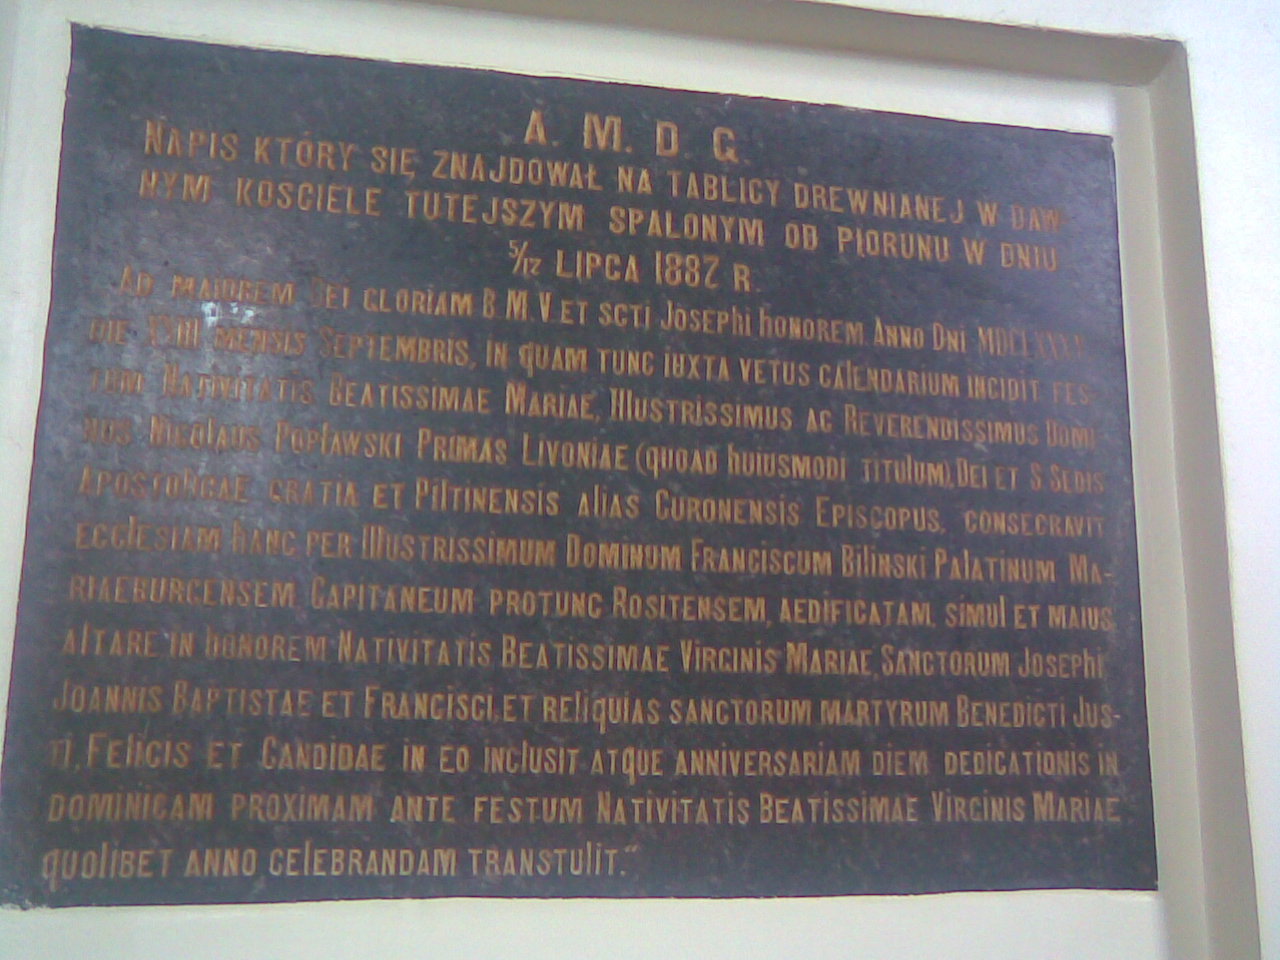 A. M. D. G.
NAPIS KTÓRY SIĘ ZNAJDOWAŁ NA TABLICY DREWNIANEJ W DAW-
NYM KOSCIELE TUTEJSZYM SPALONYM OD PIORUNU W DNIU
5/17 LIPCA 1887 R.
AD MAIOREM DEI GLORIAM B. M. V. ET SCTI JOSEPHI HONOREM. ANNO DNI
DIE XXIII MENSIS SEPTEMBRIS, IN QUAM TUNC IUXTA VETUS CALENDARIUM INCIDIT FES-
TUM NATIVITATIS BEATISSIMAE MARIAE, ILLUSTRISSIMUS AC REVERENDISSIMUS DOMI-
NUS NICOLAUS POPŁAWSKI PRIMAS LIVONIAE (QUOAD HUIUSMODI TITULUM), DEI ET S. SEDIS
APOSTOLICAE GRATIA ET PILTINENSIS ALIAS CURONENSIS EPISCOPUS, CONSECRAVIT
ECCLESIAM HANC PER ILLUSTRISSIMUM DOMINUM FRANCISCUM BILINSKI PALATINUM MA-
RIAEBURGENSEM, CAPITANEUM PROTUNC ROSITENSEM, AEDIFICATAM, SIMUL ET MAIUS
ALTARE IN HONOREM NATIVITATIS BEATISSIMAE VIRGINIS MARIAE, SANCTORUM JOSEPHI,
JOANNIS BAPTISTAE ET FRANCISCI, ET RELIQUIAS SANCTORUM MARTYRUM BENEDICTI, JUS-
TI, FELICIS ET CANDIDAE IN EO INCLUSIT ATQUE ANNIVERSARIAM DIEM DEDICATIONIS IN
DOMINICAM PROXIMAM ANTE FESTUM NATIVITATIS BEATISSIMAE VIRGINIS MARIAE
QUOLIBET ANNO CELEBRANDAM TRANSTULIT."